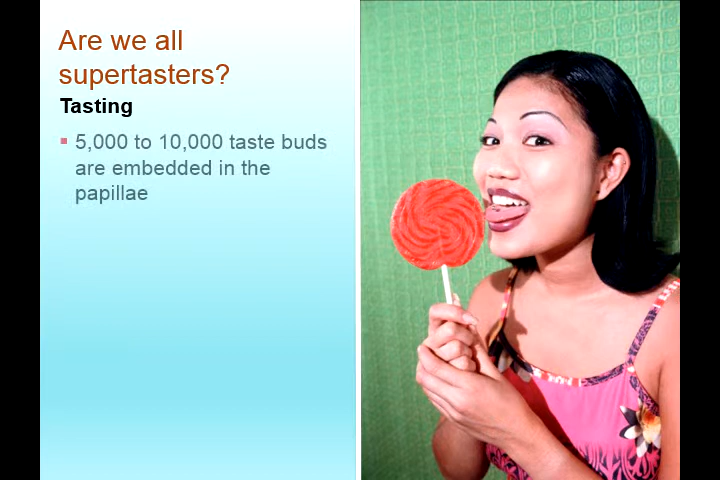 Are we all
supertasters?
Tasting
5,000 to 10,000 taste buds
are embedded in the
papillae